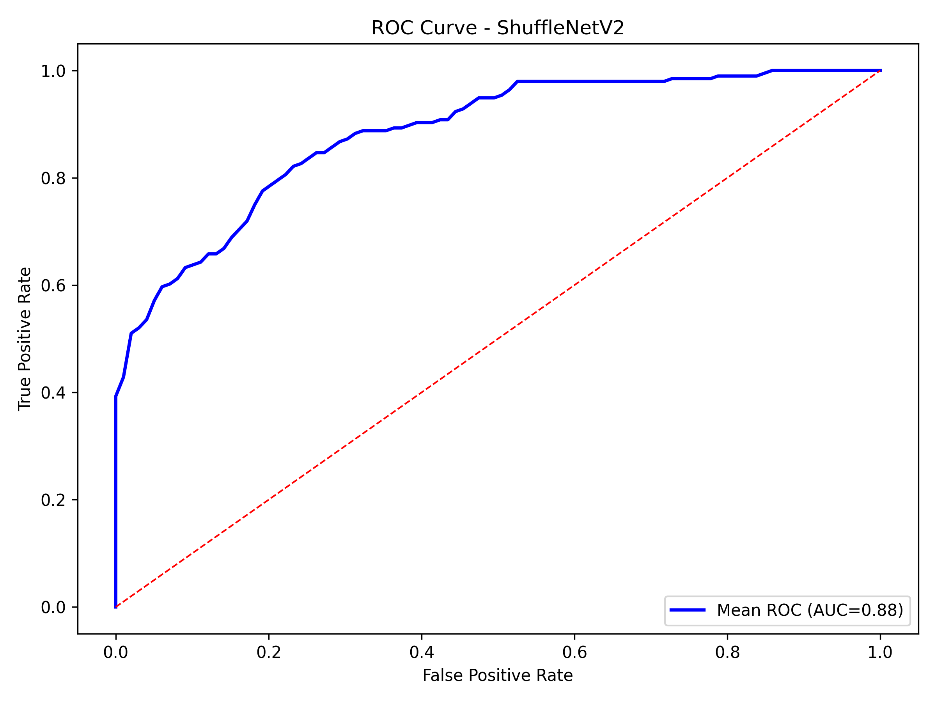 ROC Curve - ShuffleNetV2
True Positive Rate
1.0
0.8
0.6
0.4
0.2
0.0
Mean ROC (AUC=0.88)
0.0 0.2 0.4 0.6 0.8 1.0
False Positive Rate